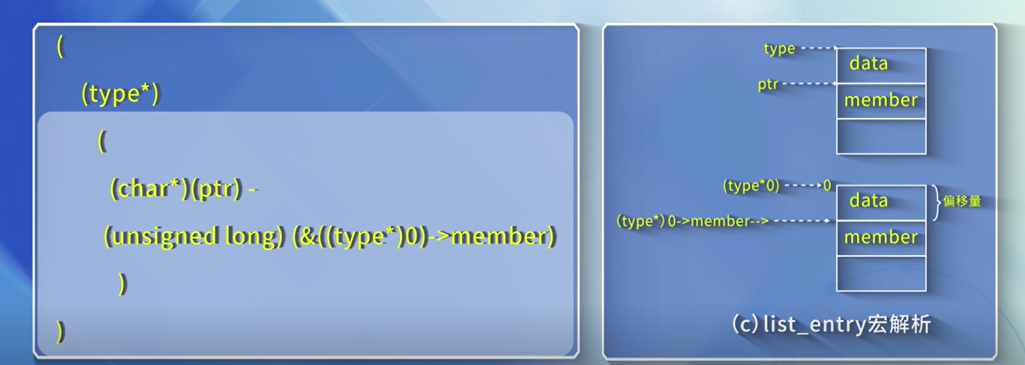 (
(type*)
(
(char*)(ptr) -
(unsigned long) (&((type*)0)->member)
)
)
type
data
ptr
member
(type*0)
0
data
偏移量
(type*)0->member-->
member
(c)list_entry宏解析